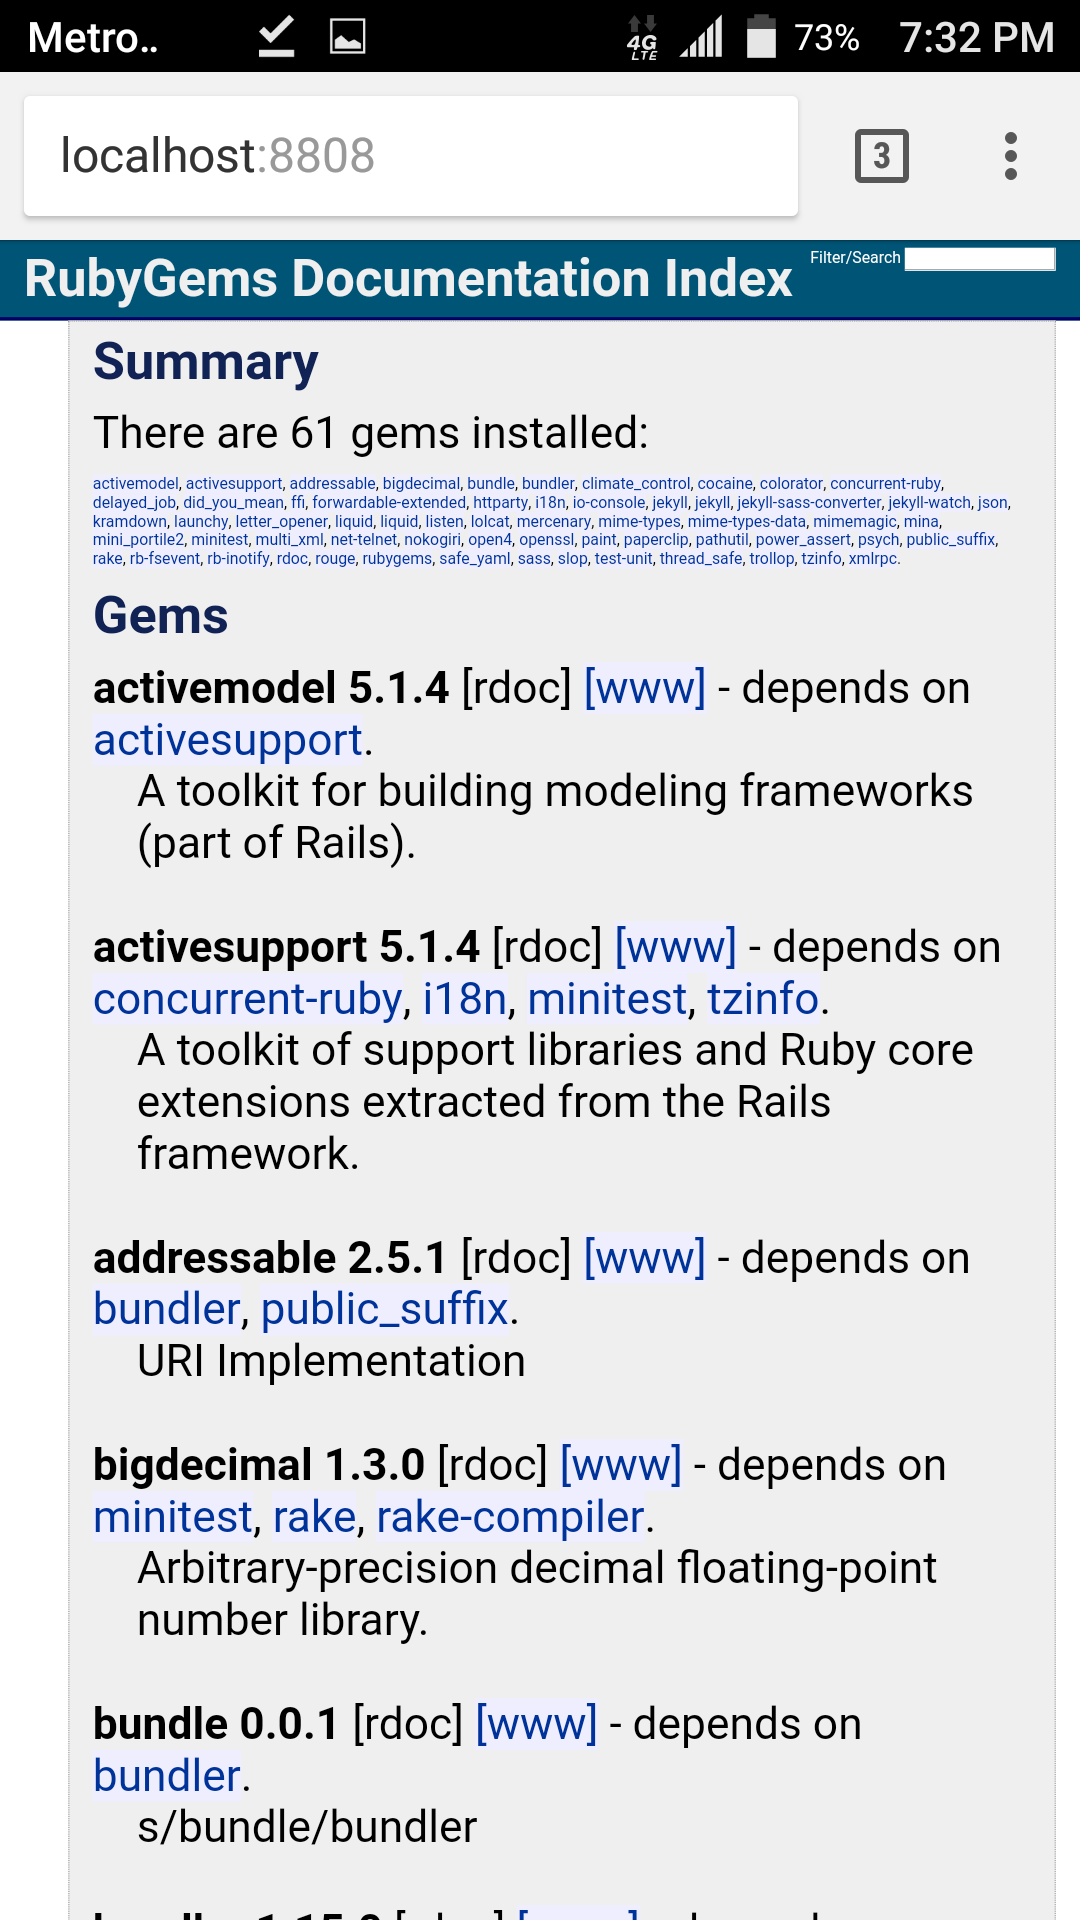 Metro..
4G
LTE
73%
7:32 PM
localhost:8808
3
RubyGems Documentation Index
Filter/Search
Summary
There are 61 gems installed:
activemodel, activesupport, addressable, bigdecimal, bundle, bundler, climate_control, cocaine, colorator, concurrent-ruby,
delayed_job, did_you_mean, ffi, forwardable-extended, httparty, i18n, io-console, jekyll, jekyll, jekyll-sass-converter, jekyll-watch, json,
kramdown, launchy, letter_opener, liquid, liquid, listen, lolcat, mercenary, mime-types, mime-types-data, mimemagic, mina,
mini_portile2, minitest, multi_xml, net-telnet, nokogiri, open4, openssl, paint, paperclip, pathutil, power_assert, psych, public_suffix,
rake, rb-fsevent, rb-inotify, rdoc, rouge, rubygems, safe_yaml, sass, slop, test-unit, thread_safe, trollop, tzinfo, xmlrpc.
Gems
activemodel 5.1.4 [rdoc] [www] - depends on
activesupport.
A toolkit for building modeling frameworks
(part of Rails).
activesupport 5.1.4 [rdoc] [www] - depends on
concurrent-ruby, i18n, minitest, tzinfo.
A toolkit of support libraries and Ruby core
extensions extracted from the Rails
framework.
addressable 2.5.1 [rdoc] [www] - depends on
bundler, public_suffix.
URI Implementation
bigdecimal 1.3.0 [rdoc] [www] - depends on
minitest, rake, rake-compiler.
Arbitrary-precision decimal floating-point
number library.
bundle 0.0.1 [rdoc] [www] - depends on
bundler.
s/bundle/bundler